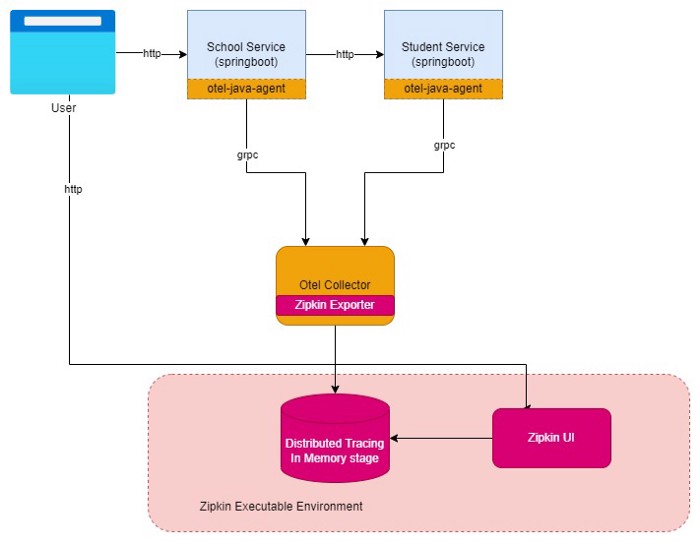 http
School Service
(springboot)
otel-java-agent
http
Student Service
(springboot)
otel-java-agent
User
grpc
grpc
http
Otel Collector
Zipkin Exporter
Distributed Tracing
In Memory stage
Zipkin UI
Zipkin Executable Environment